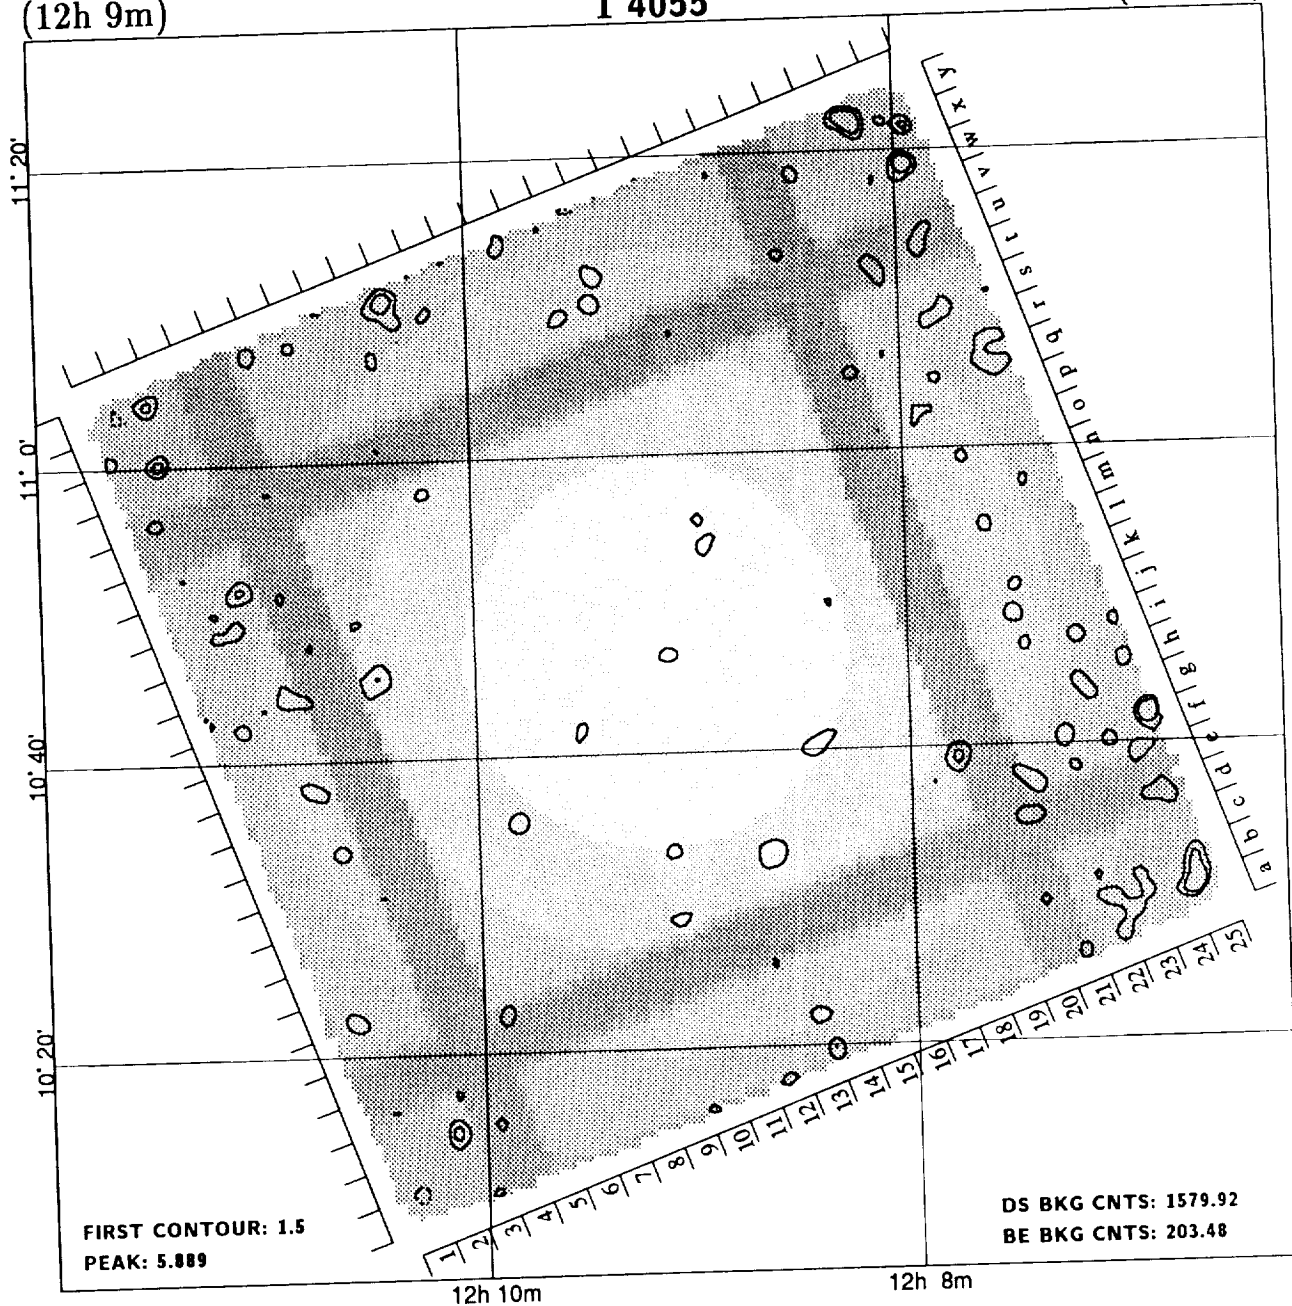 (12h 9m)
I 4055
11° 20'
11° 0'
10° 40'
10° 20'
y
x
w
v
u
t
s
r
q
p
o
n
m
l
k
j
i
h
g
f
e
d
c
b
a
1 2 3 4 5 6 7 8 9 10 11 12 13 14 15 16 17 18 19 20 21 22 23 24 25
FIRST CONTOUR: 1.5
PEAK: 5.889
DS BKG CNTS: 1579.92
BE BKG CNTS: 203.48
12h 10m
12h 8m